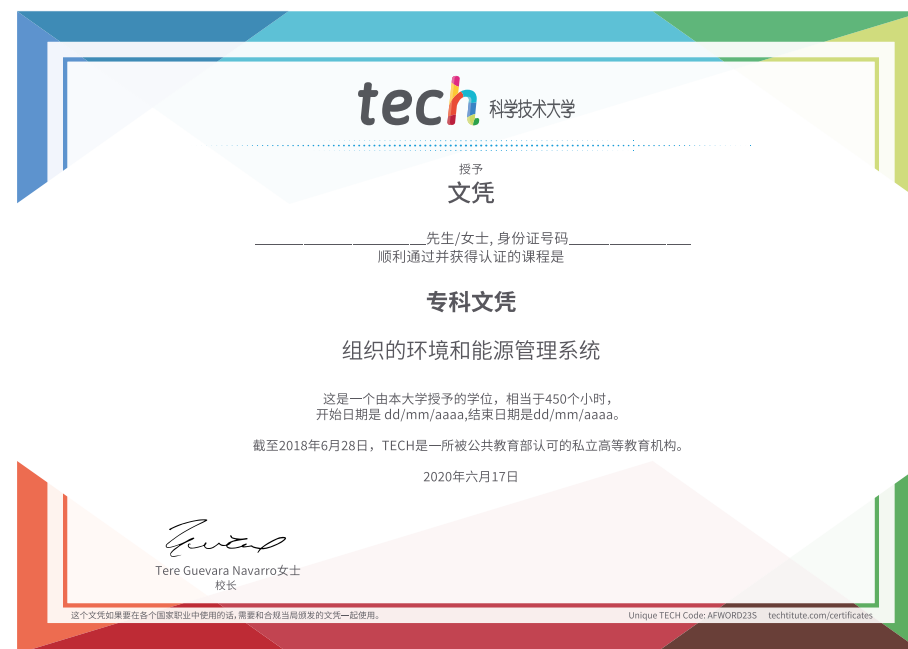 tech 科学技术大学
授予
文凭
______________________先生/女士, 身份证号码________________
顺利通过并获得认证的课程是
专科文凭
组织的环境和能源管理系统
这是一个由本大学授予的学位，相当于450个小时，
开始日期是 dd/mm/aaaa,结束日期是dd/mm/aaaa。
截至2018年6月28日，TECH是一所被公共教育部认可的私立高等教育机构。
2020年六月17日
Tere Guevara Navarro女士
校长
这个文凭如果要在各个国家职业中使用的话,需要和合规当局颁发的文凭一起使用。
Unique TECH Code: AFWORD23S techtitute.com/certificates